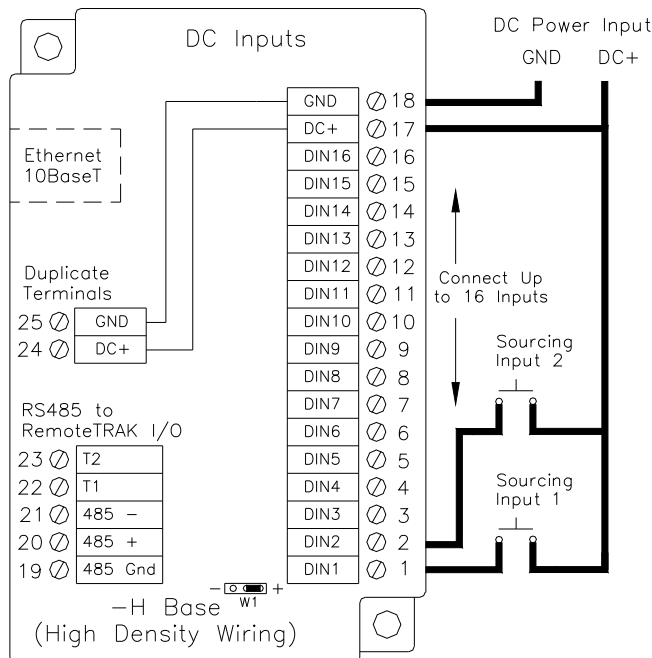 DC Inputs
DC Power Input
GND DC+
GND 18
DC+ 17
DIN16 16
DIN15 15
DIN14 14
DIN13 13
DIN12 12
DIN11 11
DIN10 10
DIN9 9
DIN8 8
DIN7 7
DIN6 6
DIN5 5
DIN4 4
DIN3 3
DIN2 2
DIN1 1
Ethernet
10BaseT
Duplicate
Terminals
25 GND
24 DC+
RS485 to
RemoteTRAK I/O
23 T2
22 T1
21 485 -
20 485 +
19 485 Gnd
Connect Up
to 16 Inputs
Sourcing
Input 2
Sourcing
Input 1
- +
W1
-H Base
(High Density Wiring)